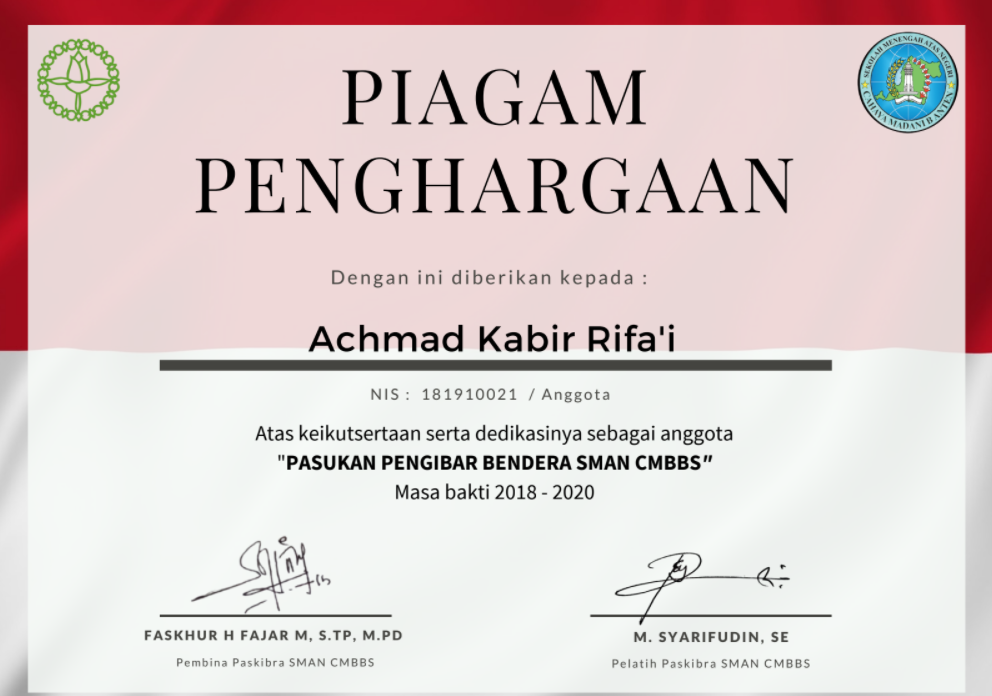 SEKOLAH MENENGAH ATAS NEGERI
CAHAYA MADANI BANTEN
PIAGAM
PENGHARGAAN
Dengan ini diberikan kepada :
Achmad Kabir Rifa'i
NIS : 181910021 / Anggota
Atas keikutsertaan serta dedikasinya sebagai anggota
"PASUKAN PENGIBAR BENDERA SMAN CMBBS"
Masa bakti 2018 - 2020
FASKHUR H FAJAR M, S.TP, M.PD
Pembina Paskibra SMAN CMBBS
M. SYARIFUDIN, SE
Pelatih Paskibra SMAN CMBBS